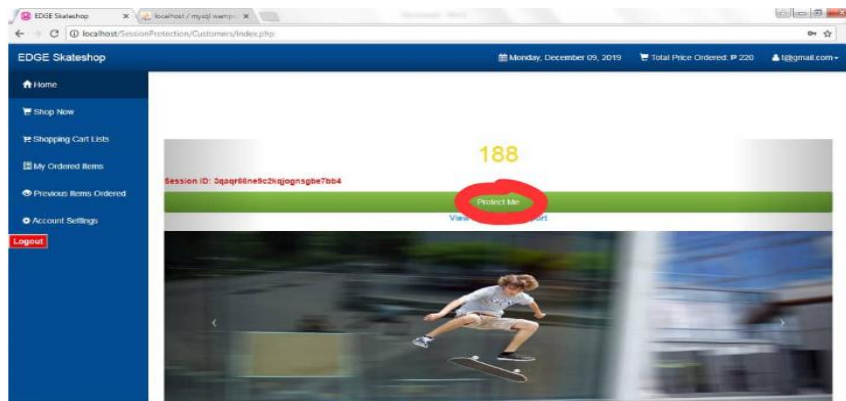 EDGE Skateshop
localhost / mysql wamps
localhost/SessionProtection/Customers/index.php
EDGE Skateshop
Monday, December 09, 2019
Total Price Ordered: ₱ 220
t@gmail.com
Home
Shop Now
Shopping Cart Lists
My Ordered Items
Previous Items Ordered
Account Settings
Logout
188
Session ID:
Protect Me
View